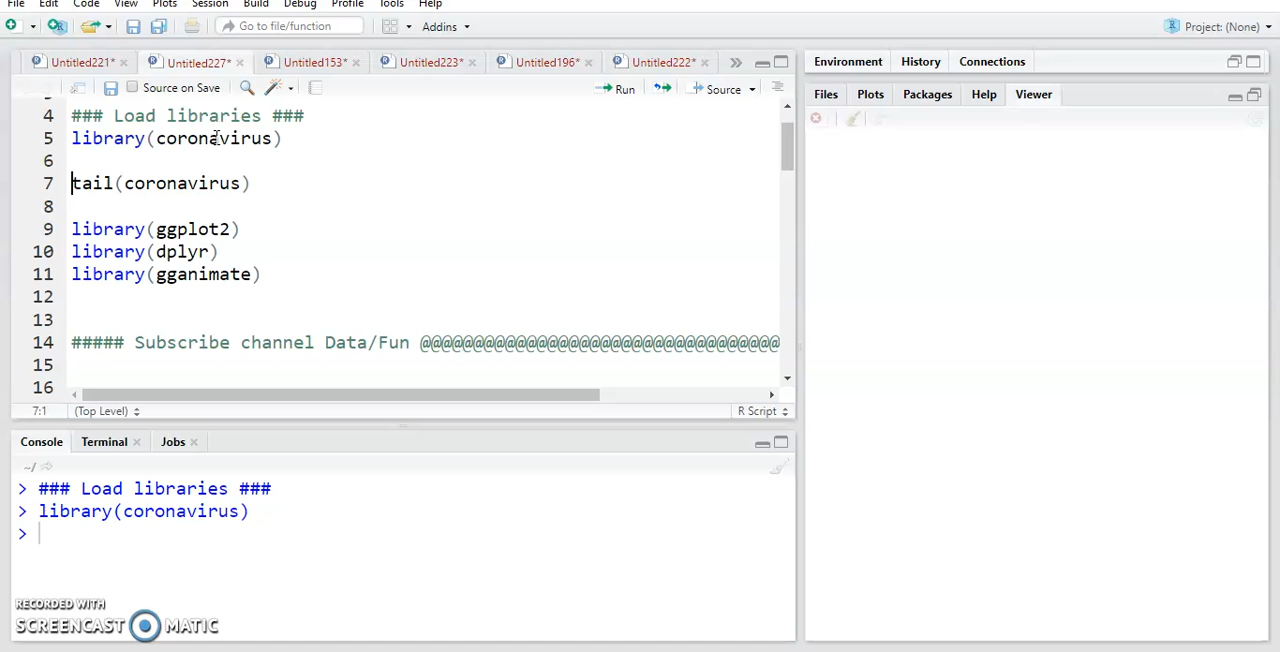 File Edit Code View Plots Session Build Debug Profile Tools Help
Go to file/function Addins Project: (None)
Untitled221* Untitled227* Untitled153* Untitled223* Untitled196* Untitled222*
Source on Save Run Source
4 ### Load libraries ###
5 library(coronavirus)
6
7 tail(coronavirus)
8
9 library(ggplot2)
10 library(dplyr)
11 library(gganimate)
12
13
14 ##### Subscribe channel Data/Fun @@@@@@@@@@@@@@@@@@@@@@@@@@@@@@@@@@
15
16
7:1 (Top Level) R Script
Console Terminal Jobs
~/
> ### Load libraries ###
> library(coronavirus)
>
RECORDED WITH
SCREENCAST MATIC
Environment History Connections
Files Plots Packages Help Viewer